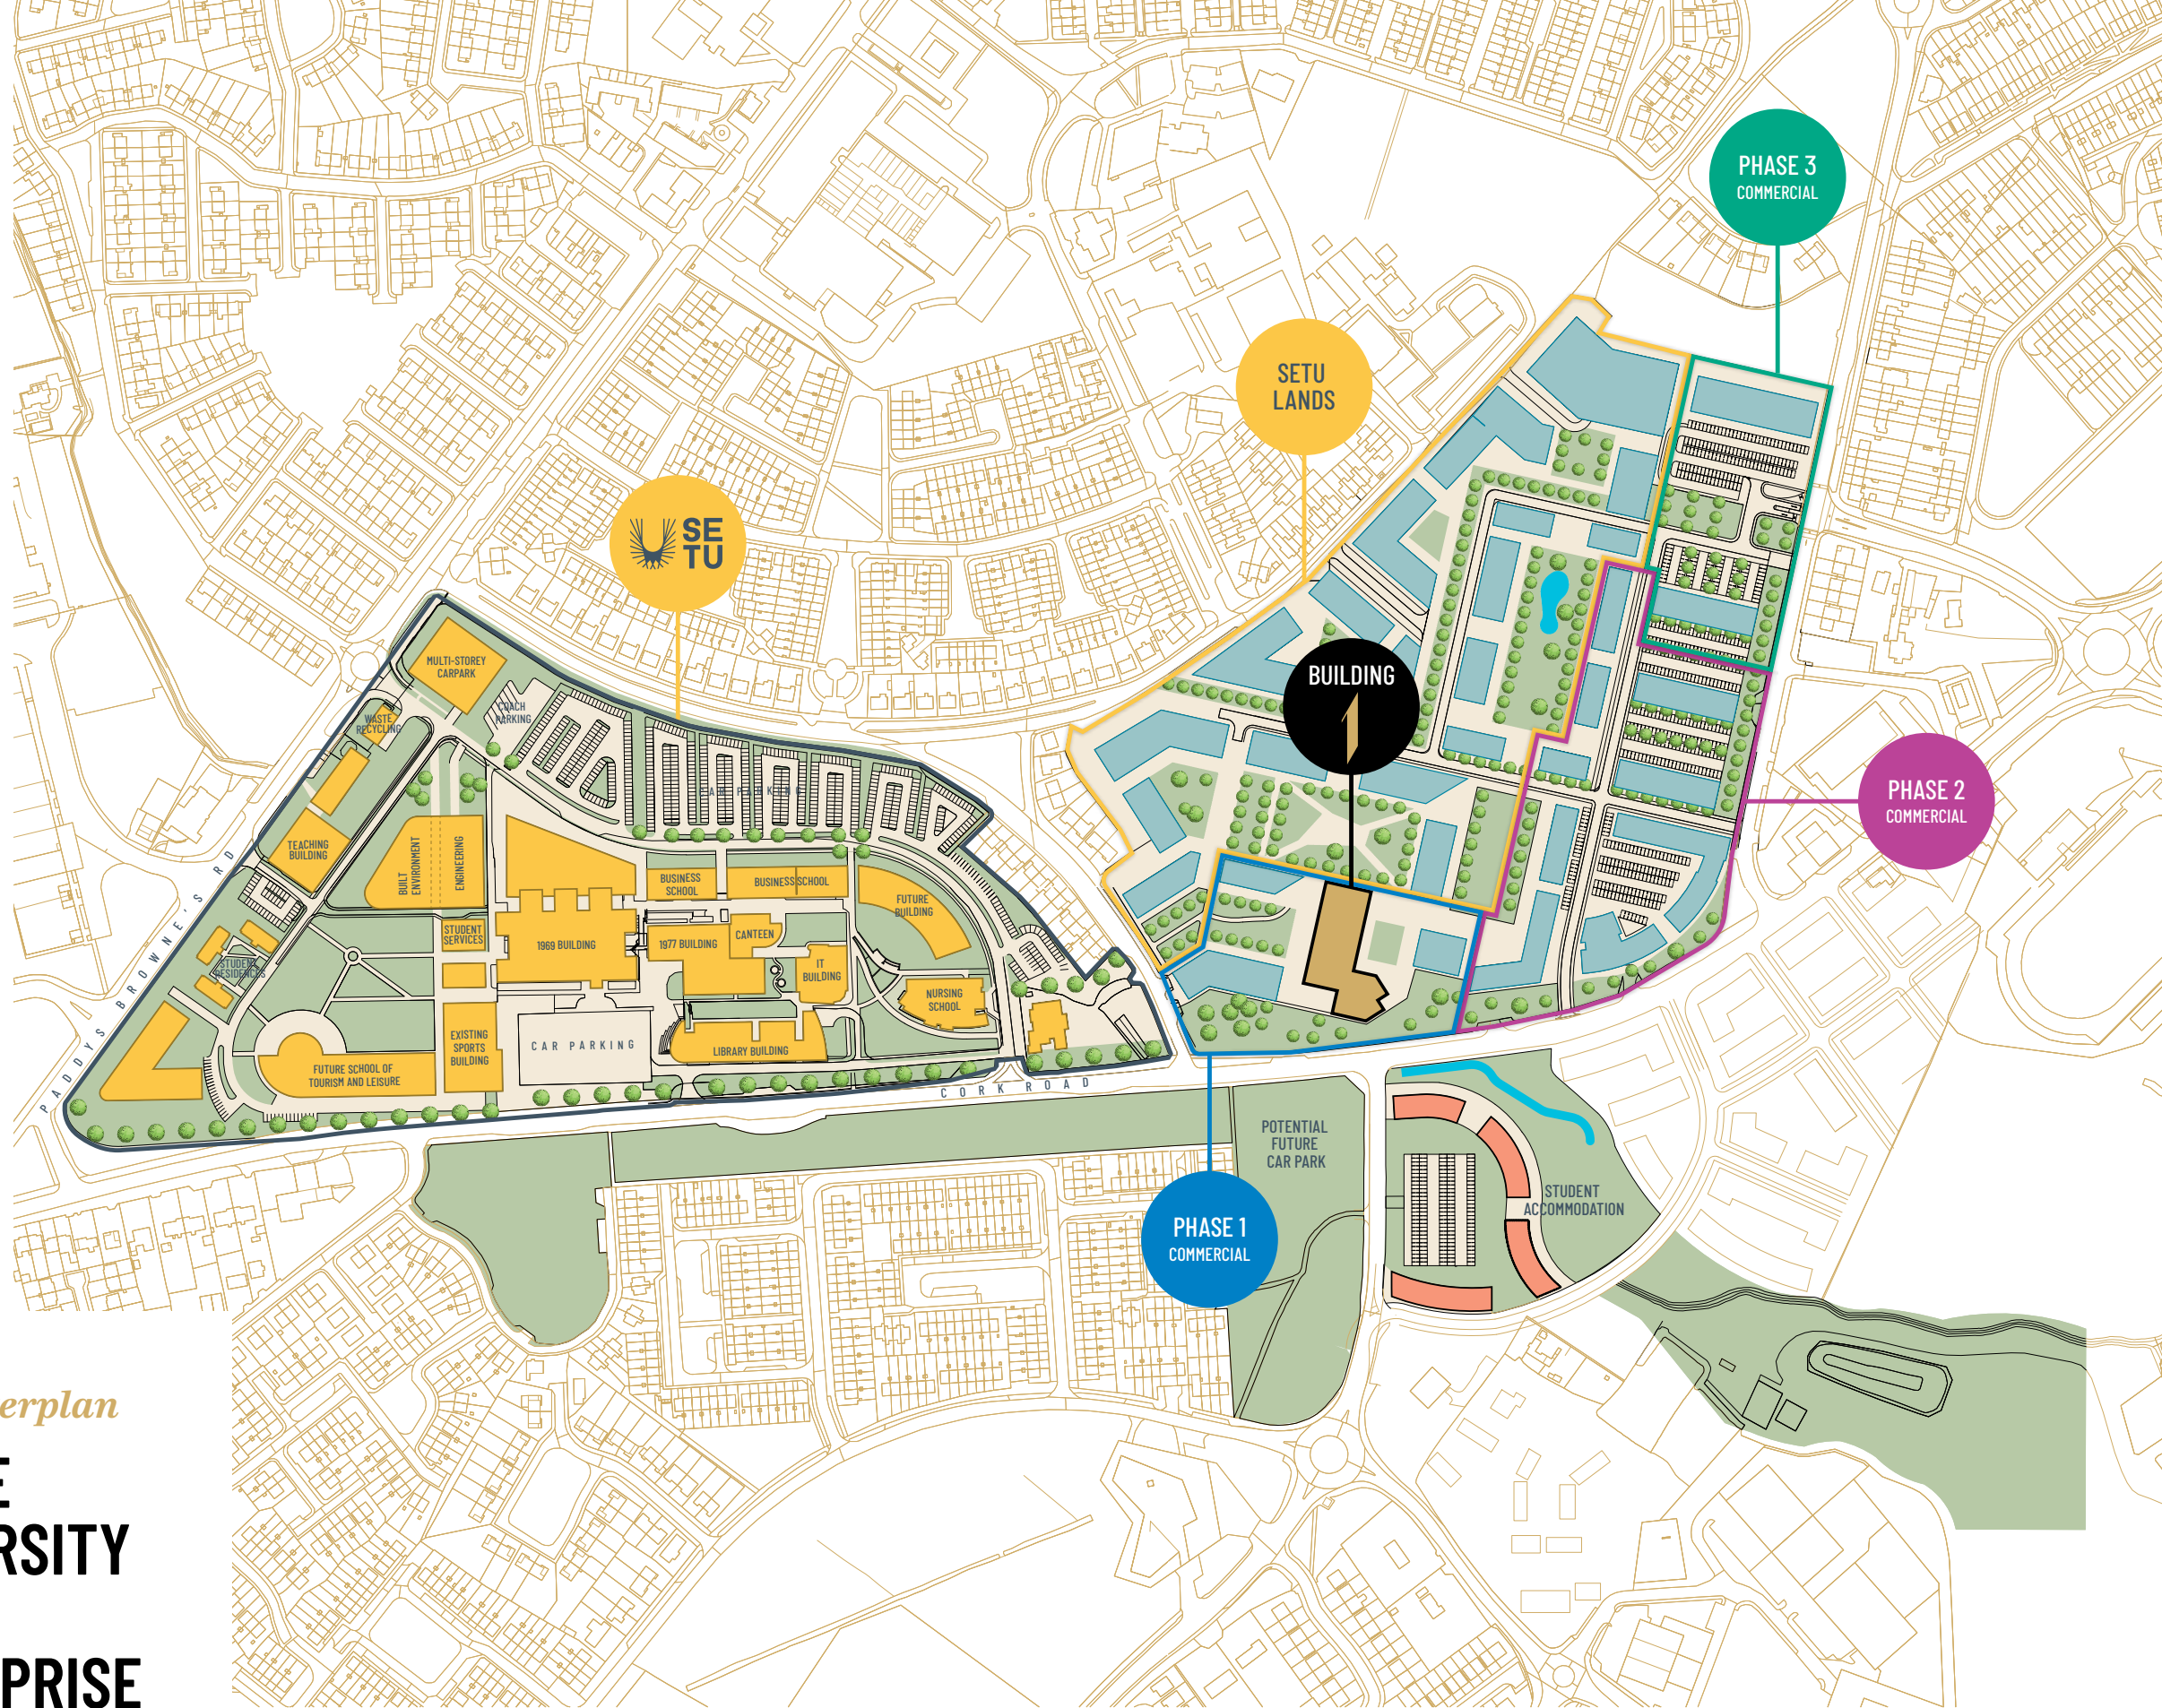 PHASE 3
COMMERCIAL
SETU
LANDS
SE
TU
BUILDING
1
MULTI-STOREY
CARPARK
COACH
PARKING
WASTE
RECYCLING
CAR PARKING
PHASE 2
COMMERCIAL
TEACHING
BUILDING
BUILT
ENVIRONMENT
ENGINEERING
BUSINESS
SCHOOL
BUSINESS SCHOOL
FUTURE
BUILDING
STUDENT
SERVICES
1969 BUILDING
1977 BUILDING
CANTEEN
IT
BUILDING
STUDENT
RESIDENCES
NURSING
SCHOOL
PADDYS BROWNE'S RD
EXISTING
SPORTS
BUILDING
CAR PARKING
LIBRARY BUILDING
FUTURE SCHOOL OF
TOURISM AND LEISURE
CORK ROAD
POTENTIAL
FUTURE
CAR PARK
STUDENT
ACCOMMODATION
PHASE 1
COMMERCIAL
erplan
E
RSITY
PRISE